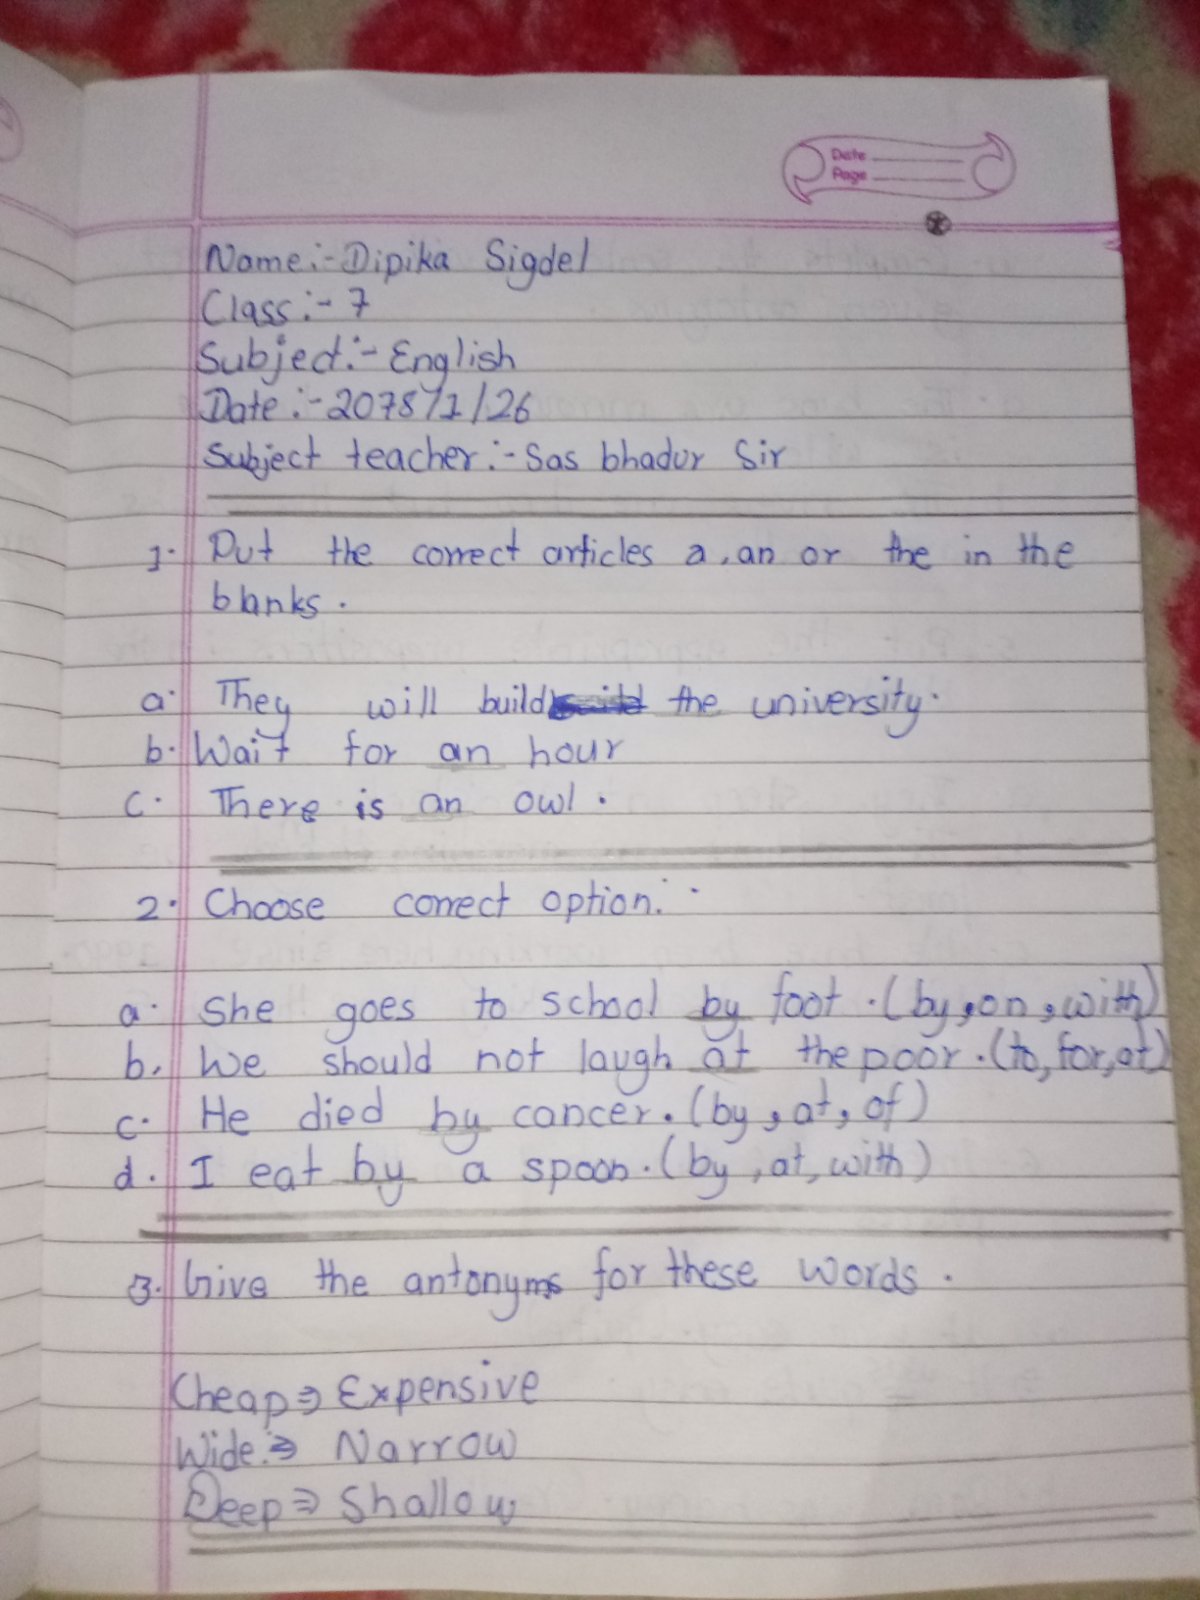 Date
Page
Name:- Dipika Sigdel
Class:- 7
Subject:- English
Date:- 2078/1/26
Subject teacher:- Sas bhadur Sir
1. Put the correct articles a, an or the in the
blanks.
a. They will build the university.
b. Wait for an hour
c. There is an owl.
2. Choose correct option.
a. She goes to school by foot. (by, on, with)
b. We should not laugh at the poor. (to, for, at)
c. He died by cancer. (by, at, of)
d. I eat by a spoon. (by, at, with)
3. Give the antonyms for these words.
Cheap ⇒ Expensive
Wide ⇒ Narrow
Deep ⇒ Shallow